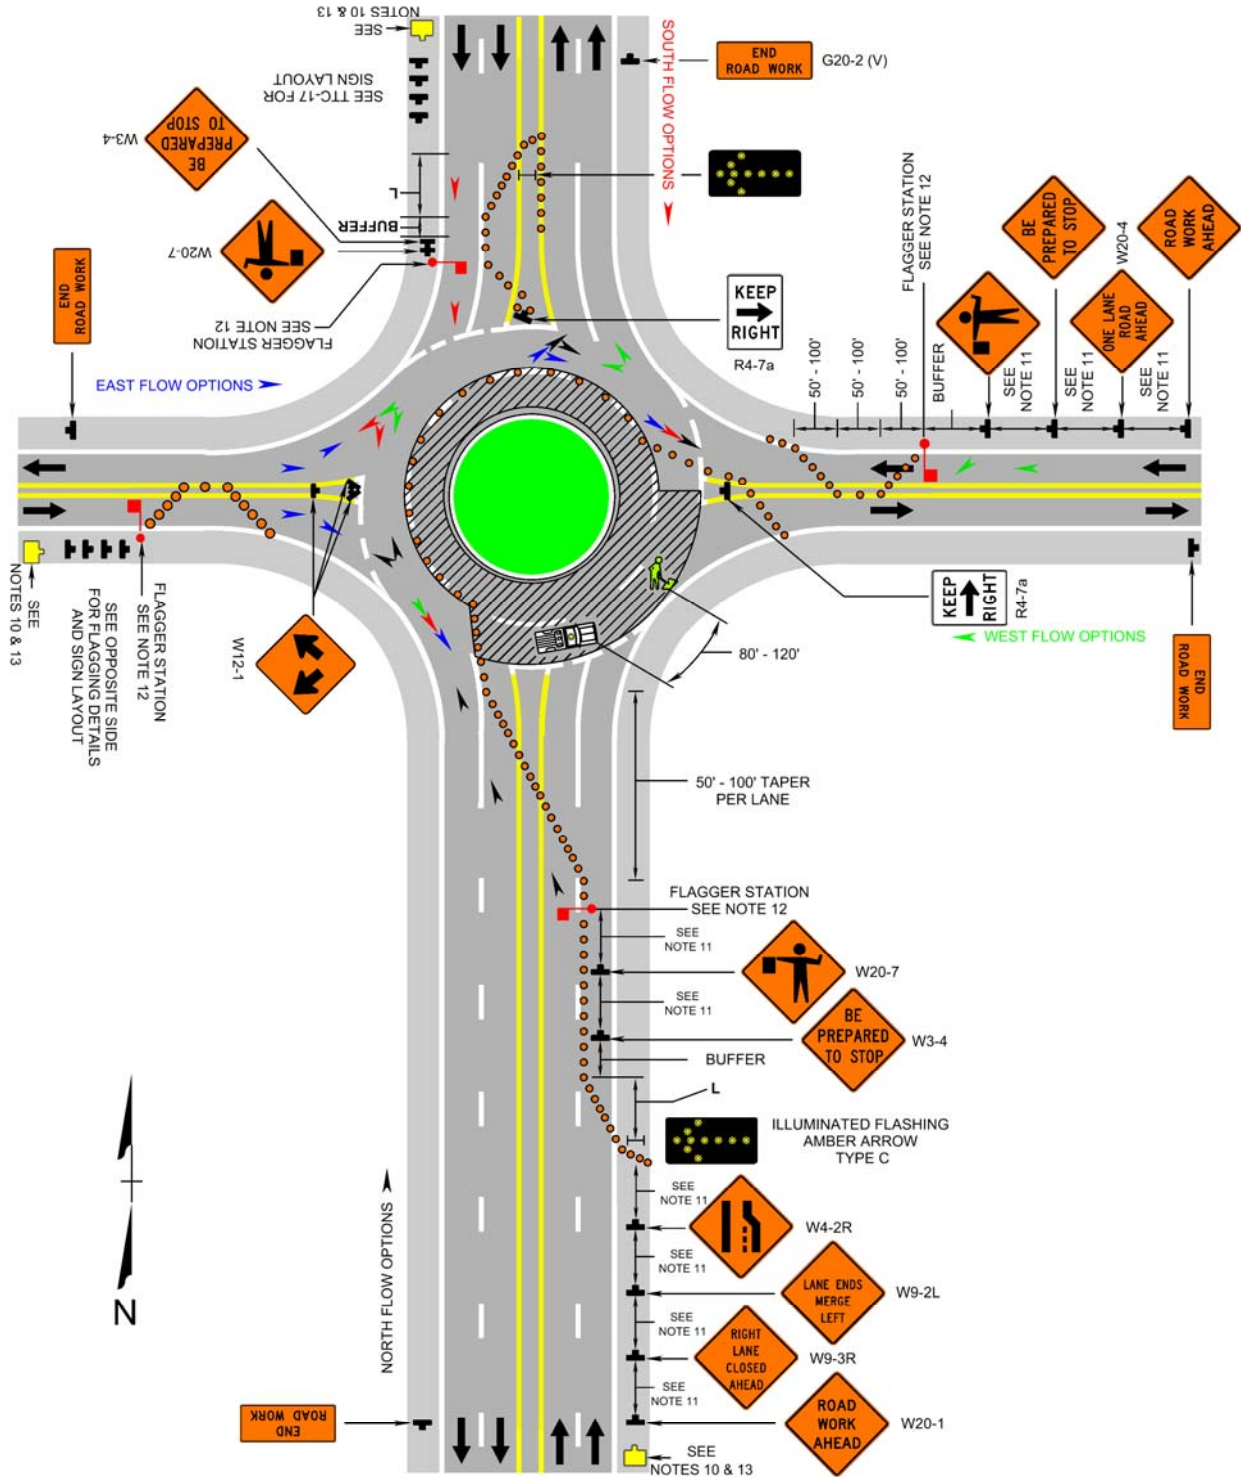 SEE
NOTES 10 & 13
SEE TTC-17 FOR
SIGN LAYOUT
W3-4
BE
PREPARED
TO STOP
L
BUFFER
W20-7
FLAGGER STATION
SEE NOTE 12
END
ROAD WORK
EAST FLOW OPTIONS
SOUTH FLOW OPTIONS
END
ROAD WORK
G20-2 (V)
KEEP
RIGHT
R4-7a
FLAGGER STATION
SEE NOTE 12
BE
PREPARED
TO STOP
W20-4
ONE LANE
ROAD
AHEAD
ROAD
WORK
AHEAD
50' - 100'
50' - 100'
50' - 100'
BUFFER
SEE
NOTE 11
SEE
NOTE 11
SEE
NOTE 11
SEE
NOTES 10 & 13
FLAGGER STATION
SEE NOTE 12
SEE OPPOSITE SIDE
FOR FLAGGING DETAILS
AND SIGN LAYOUT
W12-1
KEEP
RIGHT
R4-7a
WEST FLOW OPTIONS
END
ROAD WORK
80' - 120'
50' - 100' TAPER
PER LANE
FLAGGER STATION
SEE NOTE 12
SEE
NOTE 11
W20-7
SEE
NOTE 11
BE
PREPARED
TO STOP
W3-4
BUFFER
L
ILLUMINATED FLASHING
AMBER ARROW
TYPE C
SEE
NOTE 11
W4-2R
SEE
NOTE 11
LANE ENDS
MERGE
LEFT
W9-2L
SEE
NOTE 11
RIGHT
LANE
CLOSED
AHEAD
W9-3R
SEE
NOTE 11
ROAD
WORK
AHEAD
W20-1
SEE
NOTES 10 & 13
NORTH FLOW OPTIONS
N
END
ROAD WORK